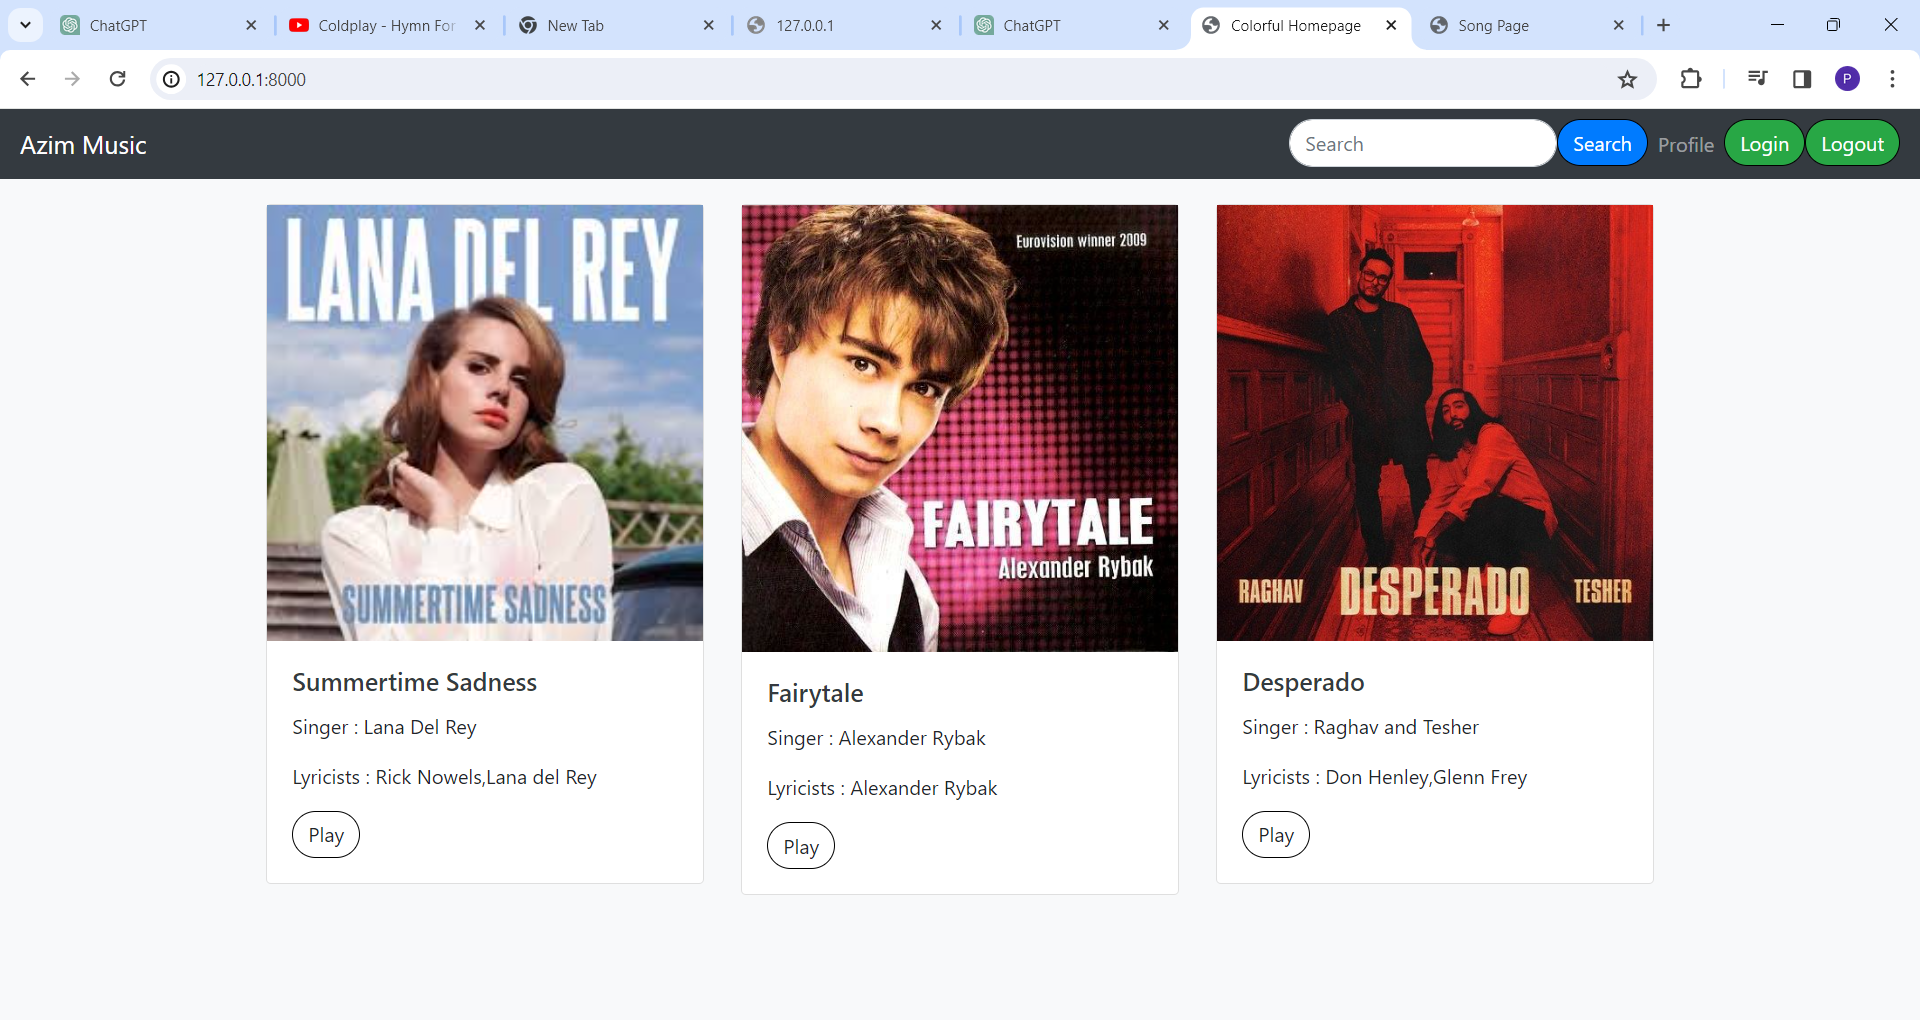 ChatGPT
Coldplay - Hymn For
New Tab
127.0.0.1
ChatGPT
Colorful Homepage
Song Page
127.0.0.1:8000
P
Azim Music
Search
Search
Profile
Login
Logout
LANA DEL REY
SUMMERTIME SADNESS
Summertime Sadness
Singer : Lana Del Rey
Lyricists : Rick Nowels,Lana del Rey
Play
Eurovision winner 2009
FAIRYTALE
Alexander Rybak
Fairytale
Singer : Alexander Rybak
Lyricists : Alexander Rybak
Play
RAGHAV DESPERADO TESHER
Desperado
Singer : Raghav and Tesher
Lyricists : Don Henley,Glenn Frey
Play